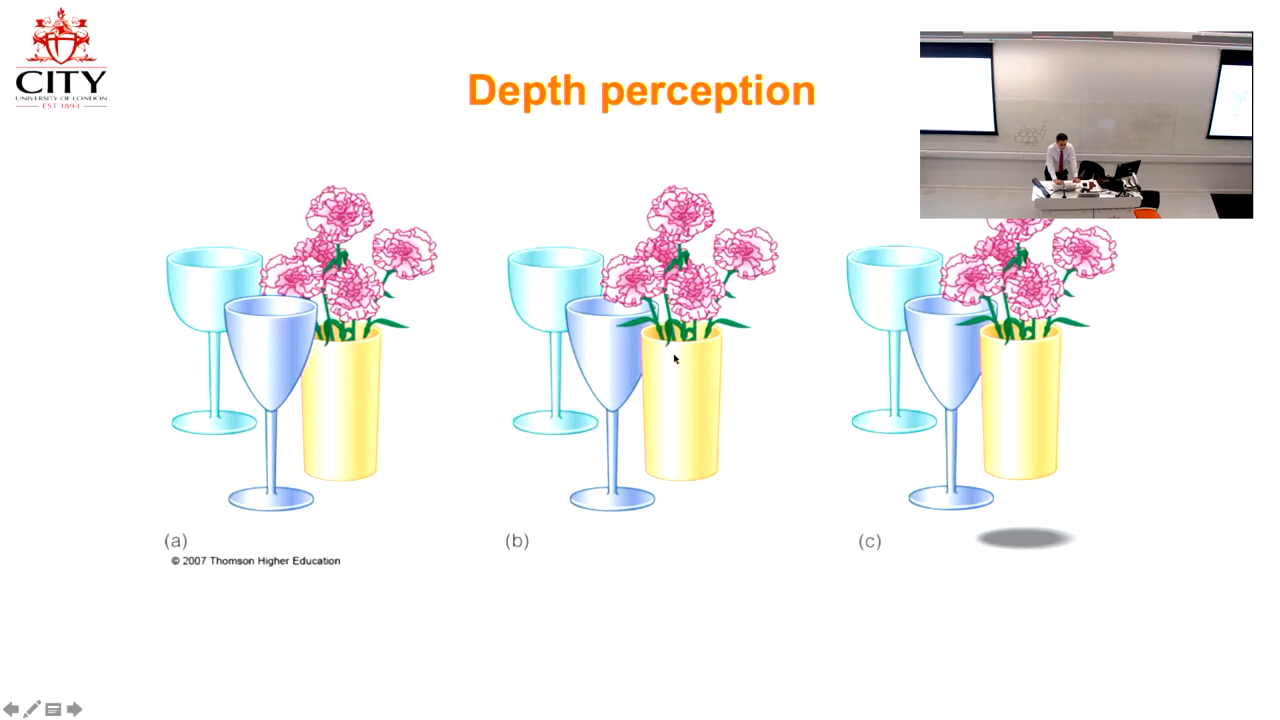 CITY
UNIVERSITY OF LONDON
EST 1894
Depth perception
(a)
(b)
(c)
© 2007 Thomson Higher Education